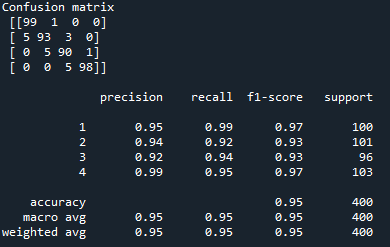 Confusion matrix
[[99 1 0 0]
[ 5 93 3 0]
[ 0 5 90 1]
[ 0 0 5 98]]
precision recall f1-score support
1 0.95 0.99 0.97 100
2 0.94 0.92 0.93 101
3 0.92 0.94 0.93 96
4 0.99 0.95 0.97 103
accuracy 0.95 400
macro avg 0.95 0.95 0.95 400
weighted avg 0.95 0.95 0.95 400